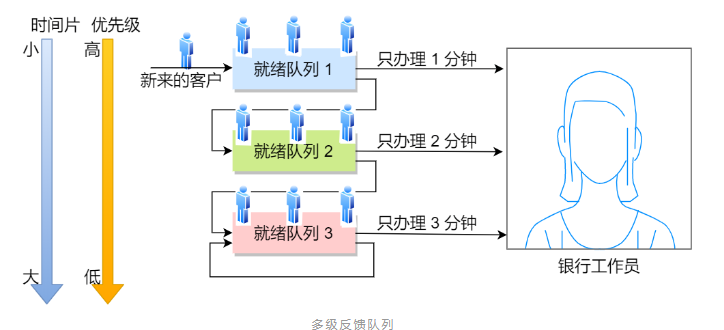 时间片 优先级
小 高
新来的客户
就绪队列 1
只办理 1 分钟
就绪队列 2
只办理 2 分钟
就绪队列 3
只办理 3 分钟
大 低
银行工作员
多级反馈队列